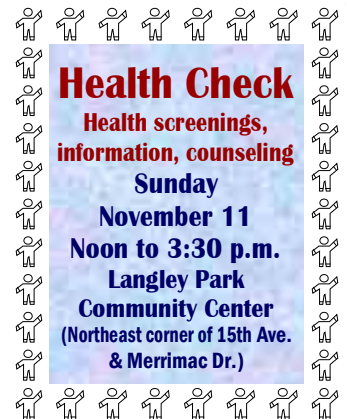 Health Check
Health screenings,
information, counseling
Sunday
November 11
Noon to 3:30 p.m.
Langley Park
Community Center
(Northeast corner of 15th Ave.
& Merrimac Dr.)